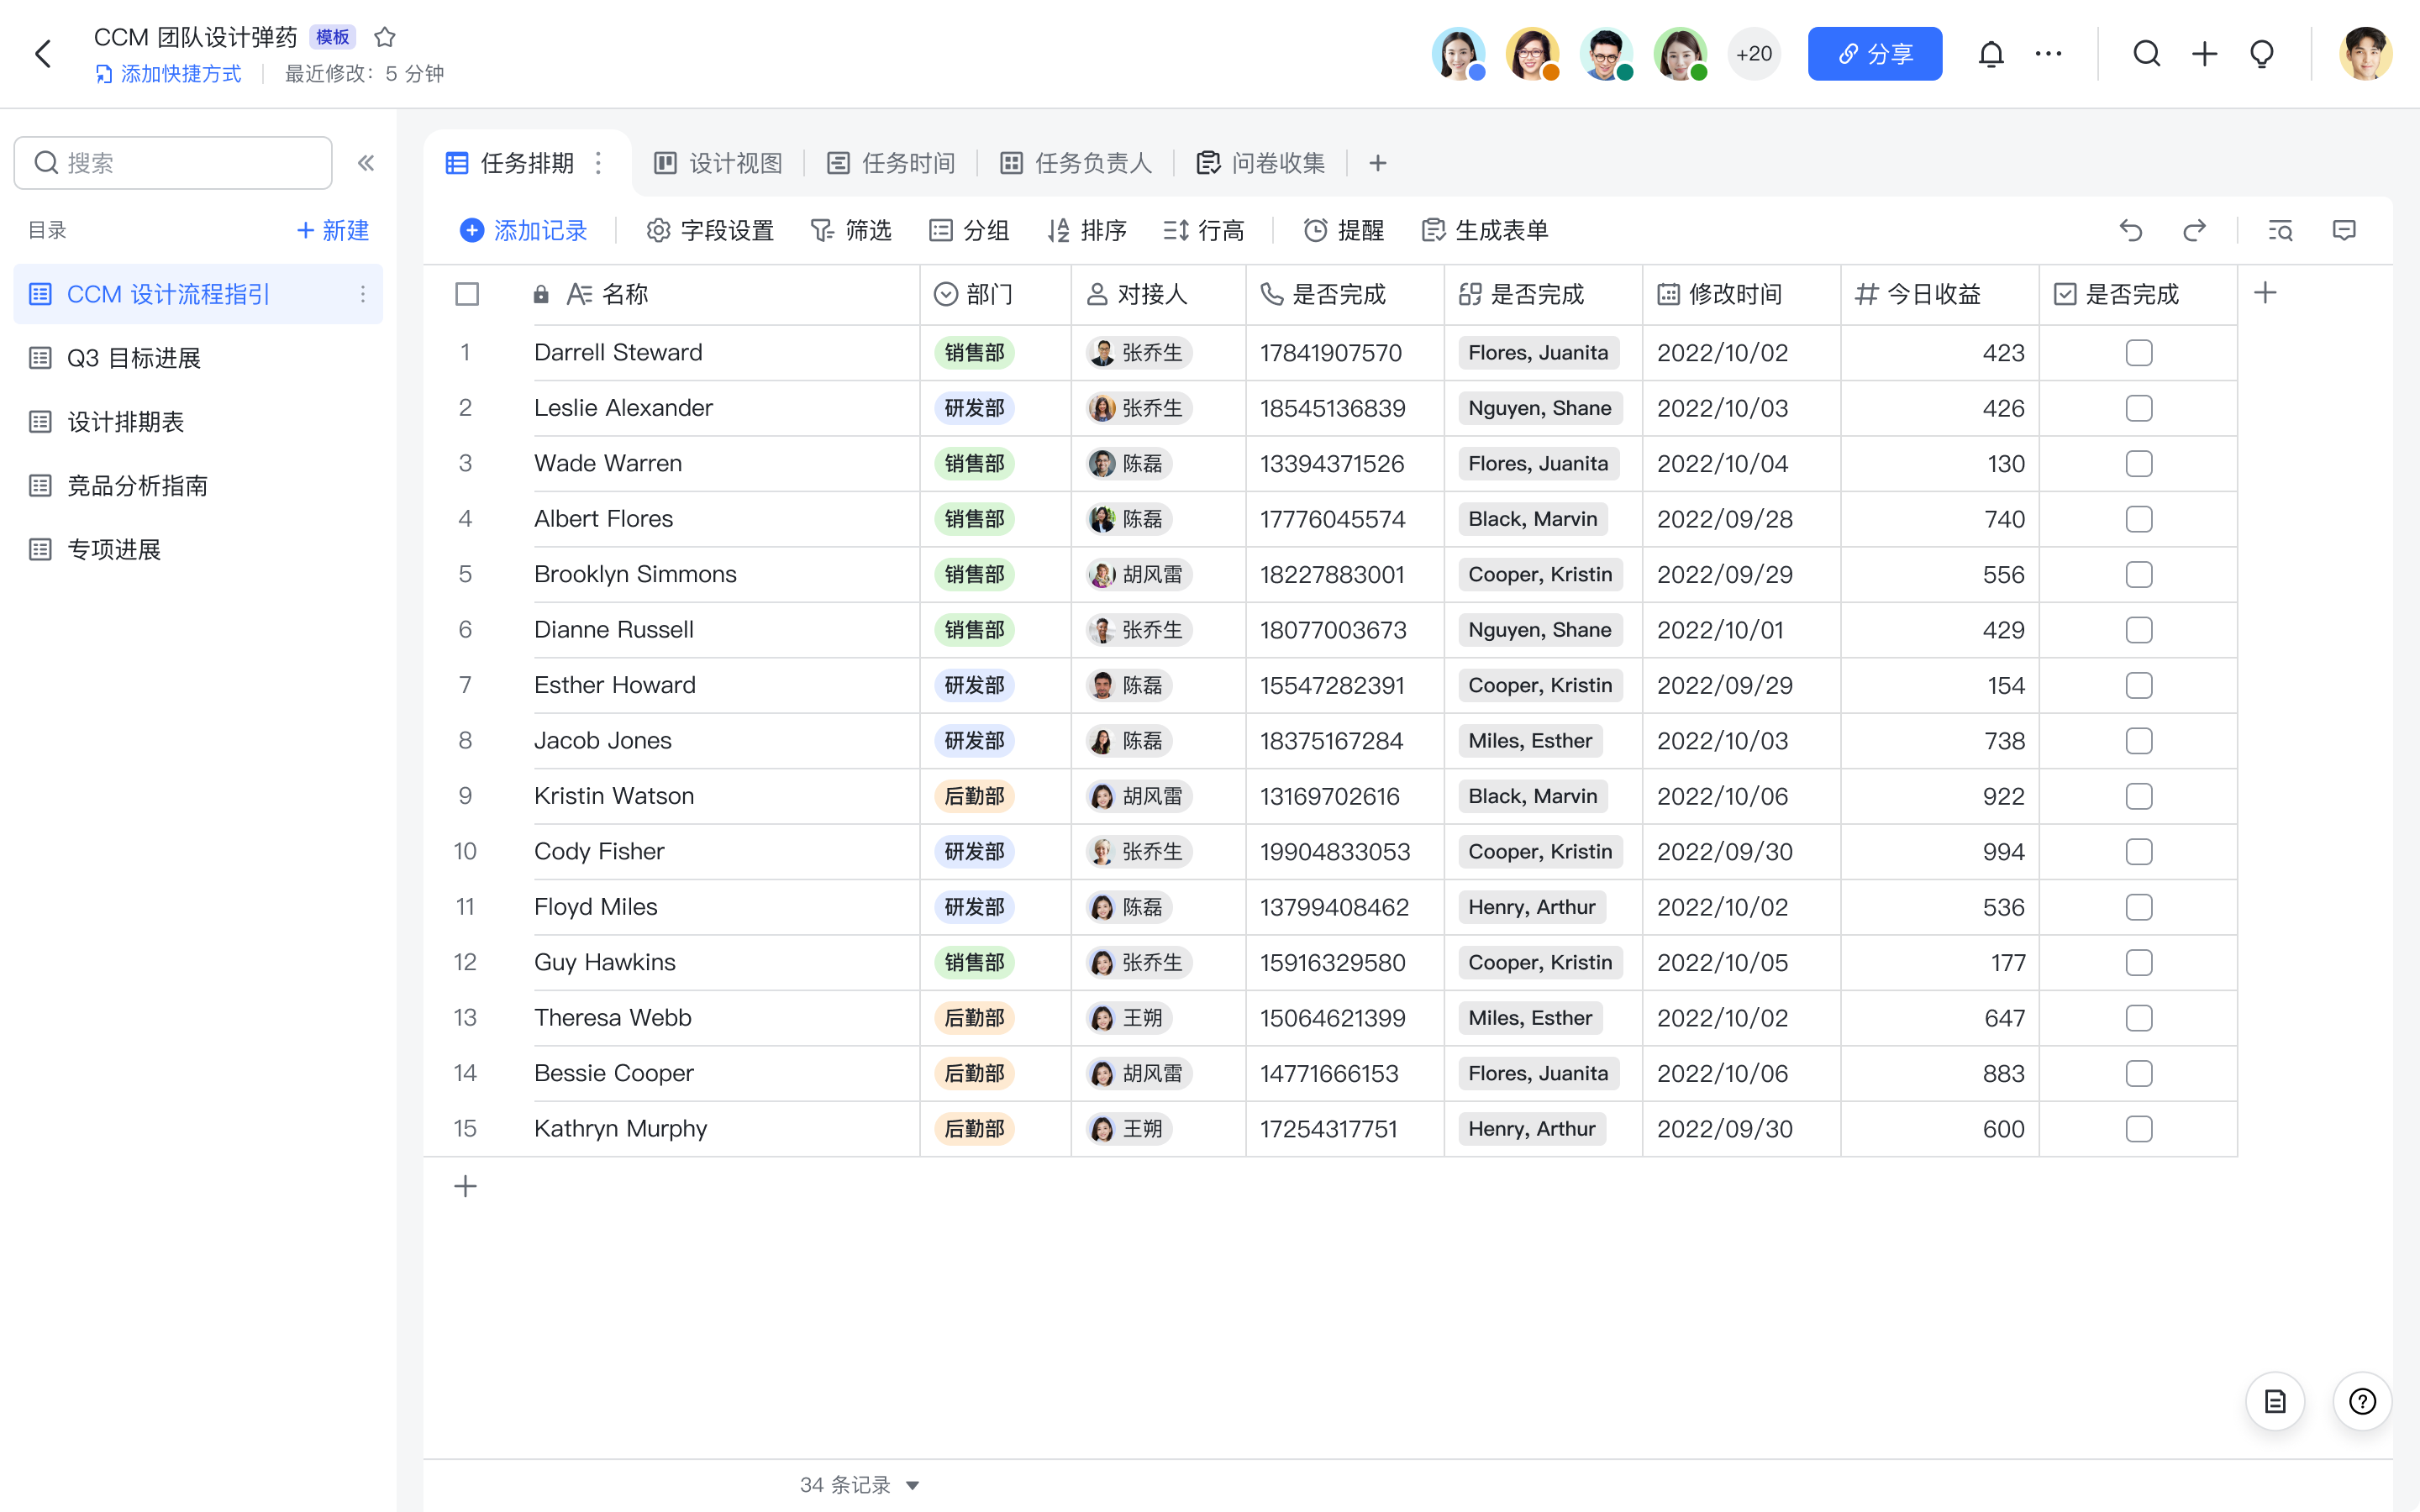 CCM 团队设计弹药 模板
添加快捷方式 最近修改：5 分钟
+20 分享
搜索
目录 新建
CCM 设计流程指引
Q3 目标进展
设计排期表
竞品分析指南
专项进展
任务排期 设计视图 任务时间 任务负责人 问卷收集
添加记录 字段设置 筛选 分组 排序 行高 提醒 生成表单
名称 部门 对接人 是否完成 是否完成 修改时间 今日收益 是否完成
1 Darrell Steward 销售部 张乔生 17841907570 Flores, Juanita 2022/10/02 423
2 Leslie Alexander 研发部 张乔生 18545136839 Nguyen, Shane 2022/10/03 426
3 Wade Warren 销售部 陈磊 13394371526 Flores, Juanita 2022/10/04 130
4 Albert Flores 销售部 陈磊 17776045574 Black, Marvin 2022/09/28 740
5 Brooklyn Simmons 销售部 胡风雷 18227883001 Cooper, Kristin 2022/09/29 556
6 Dianne Russell 销售部 张乔生 18077003673 Nguyen, Shane 2022/10/01 429
7 Esther Howard 研发部 陈磊 15547282391 Cooper, Kristin 2022/09/29 154
8 Jacob Jones 研发部 陈磊 18375167284 Miles, Esther 2022/10/03 738
9 Kristin Watson 后勤部 胡风雷 13169702616 Black, Marvin 2022/10/06 922
10 Cody Fisher 研发部 张乔生 19904833053 Cooper, Kristin 2022/09/30 994
11 Floyd Miles 研发部 陈磊 13799408462 Henry, Arthur 2022/10/02 536
12 Guy Hawkins 销售部 张乔生 15916329580 Cooper, Kristin 2022/10/05 177
13 Theresa Webb 后勤部 王朔 15064621399 Miles, Esther 2022/10/02 647
14 Bessie Cooper 后勤部 胡风雷 14771666153 Flores, Juanita 2022/10/06 883
15 Kathryn Murphy 后勤部 王朔 17254317751 Henry, Arthur 2022/09/30 600
34 条记录